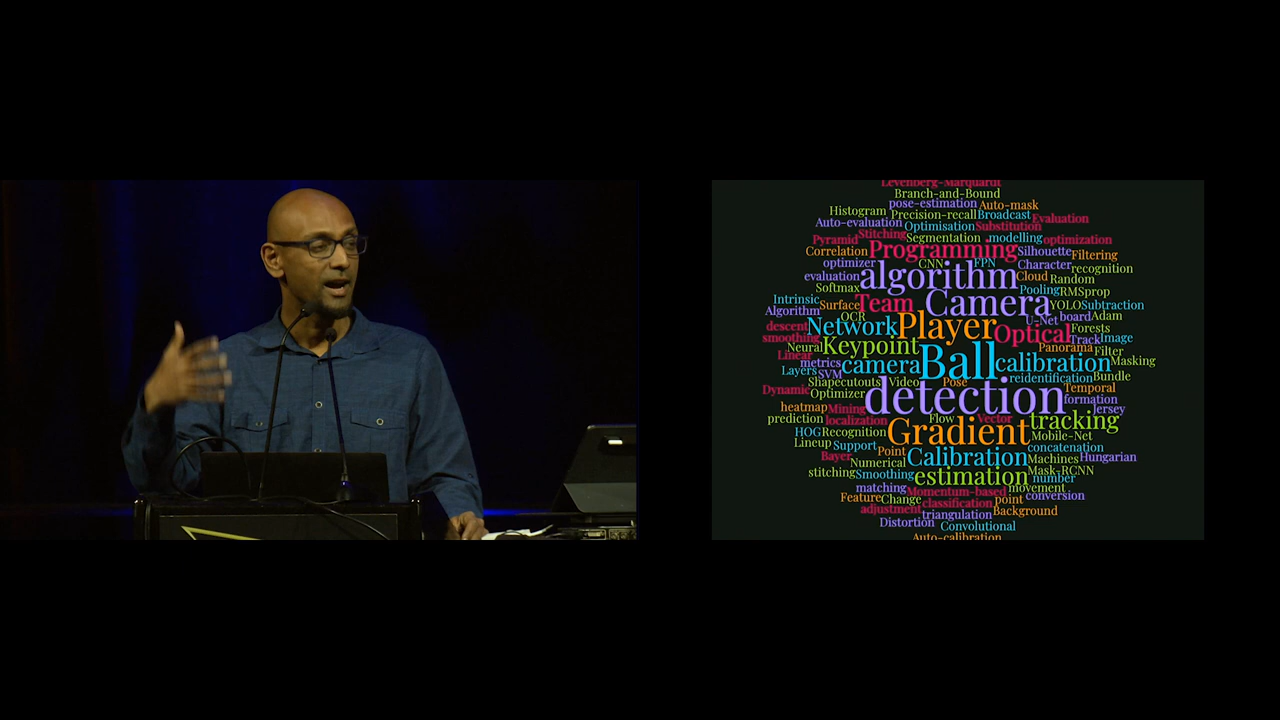 Levenberg-Marquardt
Branch-and-Bound
pose-estimation Auto-mask
Histogram Precision-recall Broadcast Evaluation
Auto-evaluation Optimisation Substitution
Stitching Segmentation modelling optimization
Pyramid Programming Silhouette Filtering
Correlation CNN FPN Character recognition
optimizer algorithm Cloud Random
evaluation Pooling RMSprop
Softmax Camera YOLO Subtraction
Intrinsic Surface Team
Algorithm OCR U-Net board Adam
descent Network Player Optical Forests
smoothing Track Image
Neural Keypoint Panorama Filter
Linear metrics camera Ball calibration Masking
Layers SVM reidentification Bundle
Shapecutouts Video Pose Temporal
Dynamic Optimizer detection formation
heatmap Mining Jersey
prediction localization Flow Vector tracking
HOG Recognition Gradient Mobile-Net
Lineup Support Point concatenation
Bayer Numerical Calibration Machines Hungarian
stitching Smoothing estimation Mask-RCNN number
matching Momentum-based movement
Feature Change classification point conversion
adjustment triangulation Background
Distortion Convolutional
Auto-calibration